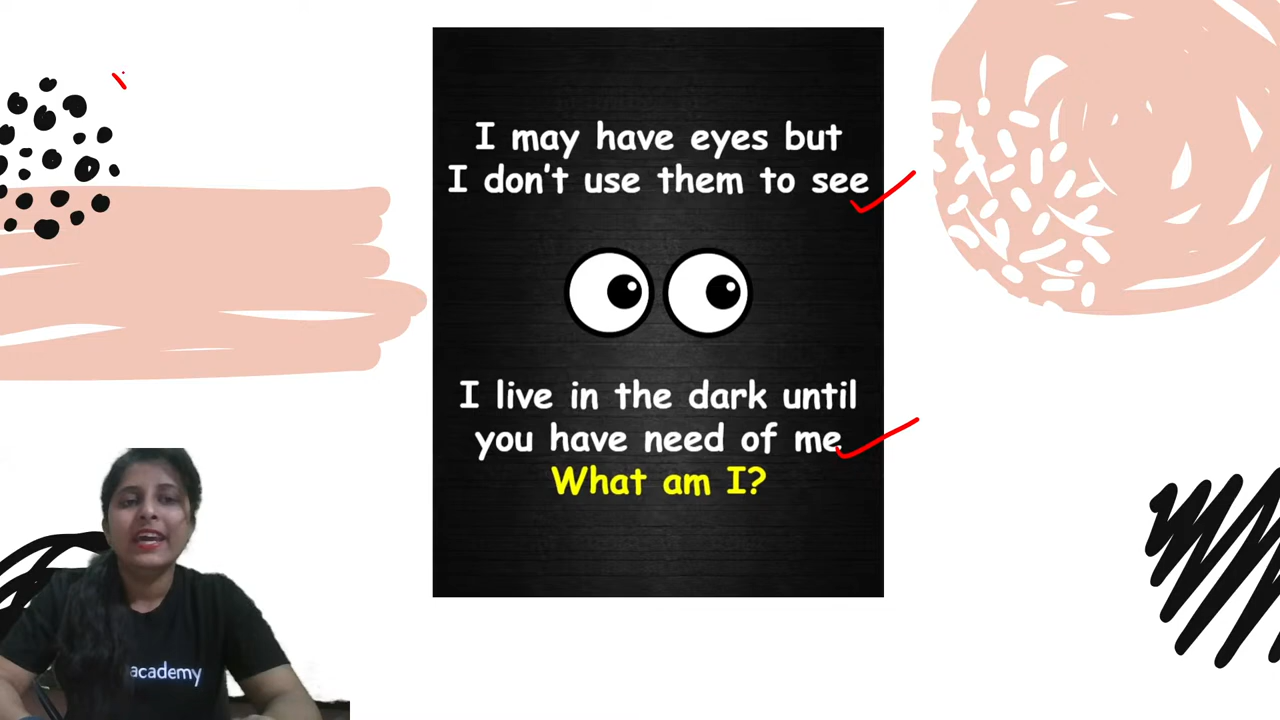 I may have eyes but
I don't use them to see
I live in the dark until
you have need of me
What am I?
academy